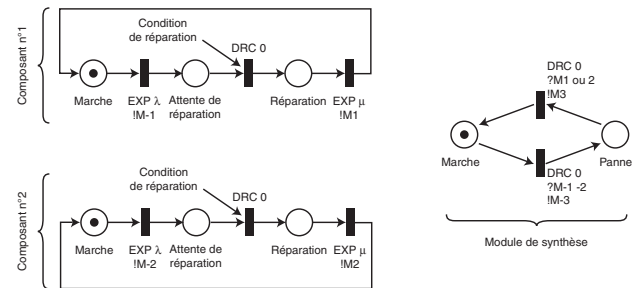 Composant n°1
Condition
de réparation
DRC 0
Marche
EXP λ
!M-1
Attente de
réparation
Réparation
EXP μ
!M1
Composant n°2
Condition
de réparation
DRC 0
Marche
EXP λ
!M-2
Attente de
réparation
Réparation
EXP μ
!M2
DRC 0
?M1 ou 2
!M3
Marche
Panne
DRC 0
?M-1 -2
!M-3
Module de synthèse